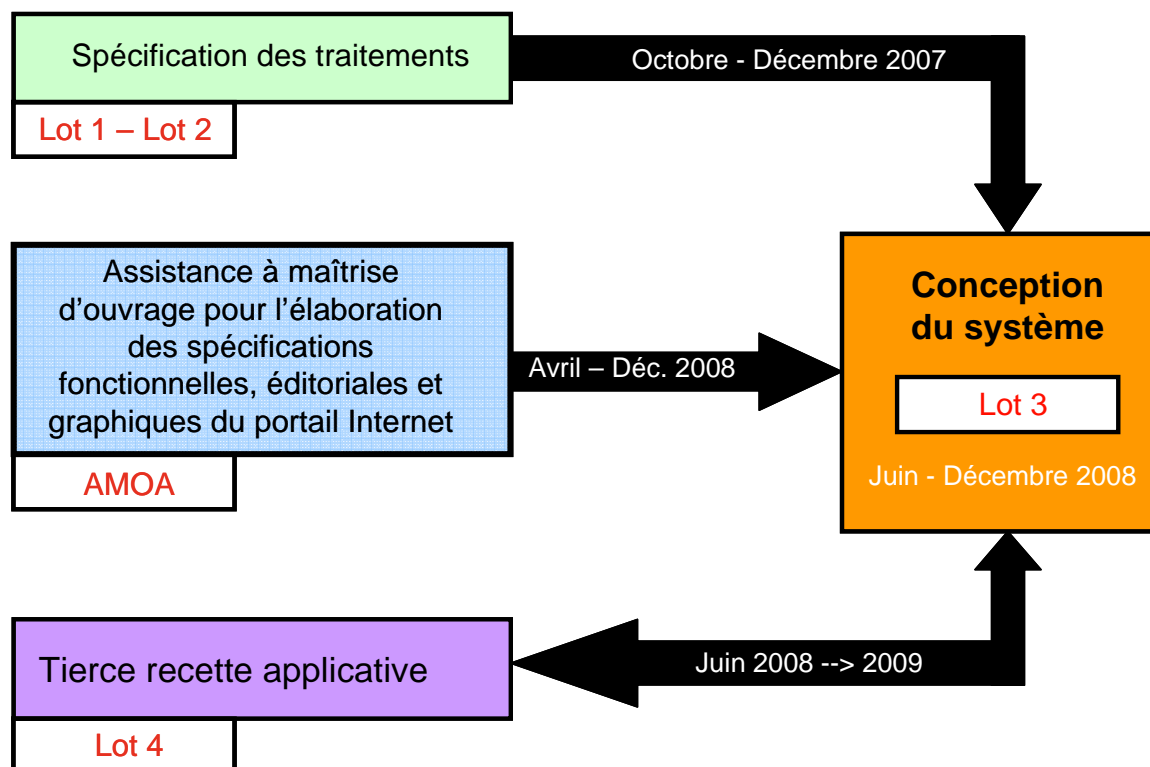 Spécification des traitements
Octobre - Décembre 2007
Lot 1 – Lot 2
Assistance à maîtrise
d'ouvrage pour l'élaboration
des spécifications
fonctionnelles, éditoriales et
graphiques du portail Internet
Avril – Déc. 2008
AMOA
Conception
du système
Lot 3
Juin - Décembre 2008
Tierce recette applicative
Juin 2008 --> 2009
Lot 4